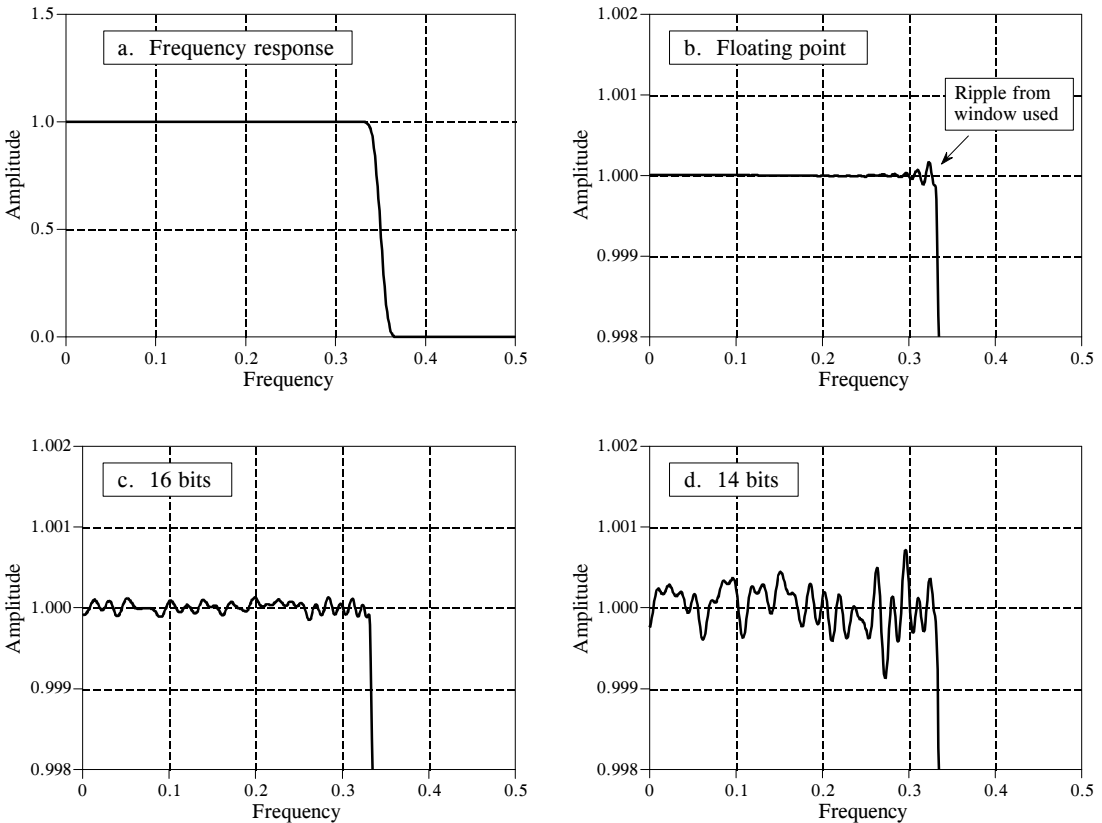 a. Frequency response
Amplitude
1.5
1.0
0.5
0.0
0 0.1 0.2 0.3 0.4 0.5
Frequency
b. Floating point
Ripple from
window used
Amplitude
1.002
1.001
1.000
0.999
0.998
0 0.1 0.2 0.3 0.4 0.5
Frequency
c. 16 bits
Amplitude
1.002
1.001
1.000
0.999
0.998
0 0.1 0.2 0.3 0.4 0.5
Frequency
d. 14 bits
Amplitude
1.002
1.001
1.000
0.999
0.998
0 0.1 0.2 0.3 0.4 0.5
Frequency